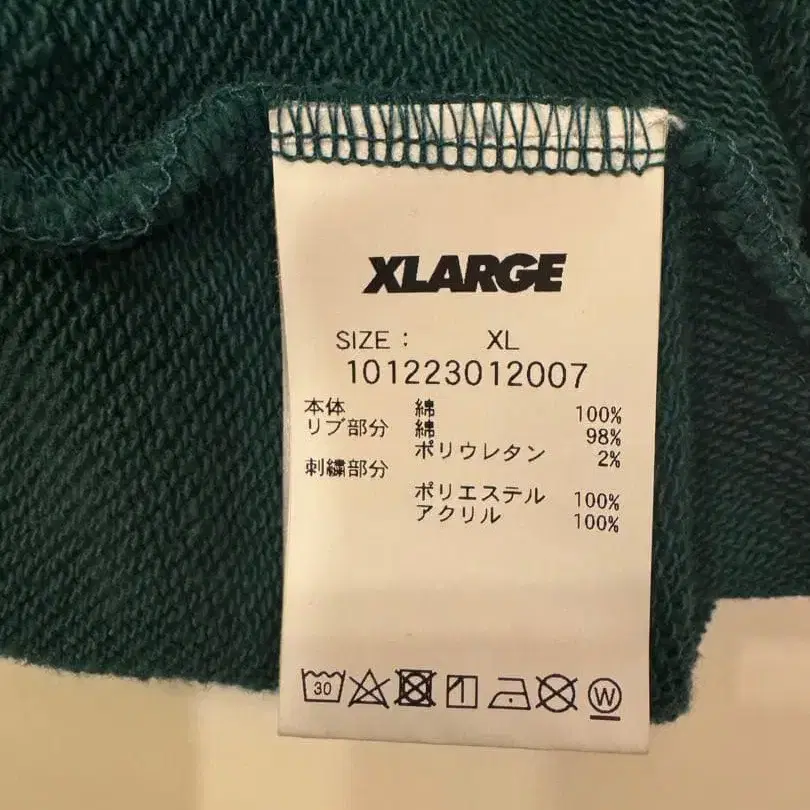 XLARGE
SIZE : XL
101223012007
本体 綿 100%
リブ部分 綿 98%
ポリウレタン 2%
刺繍部分
ポリエステル 100%
アクリル 100%
30 W